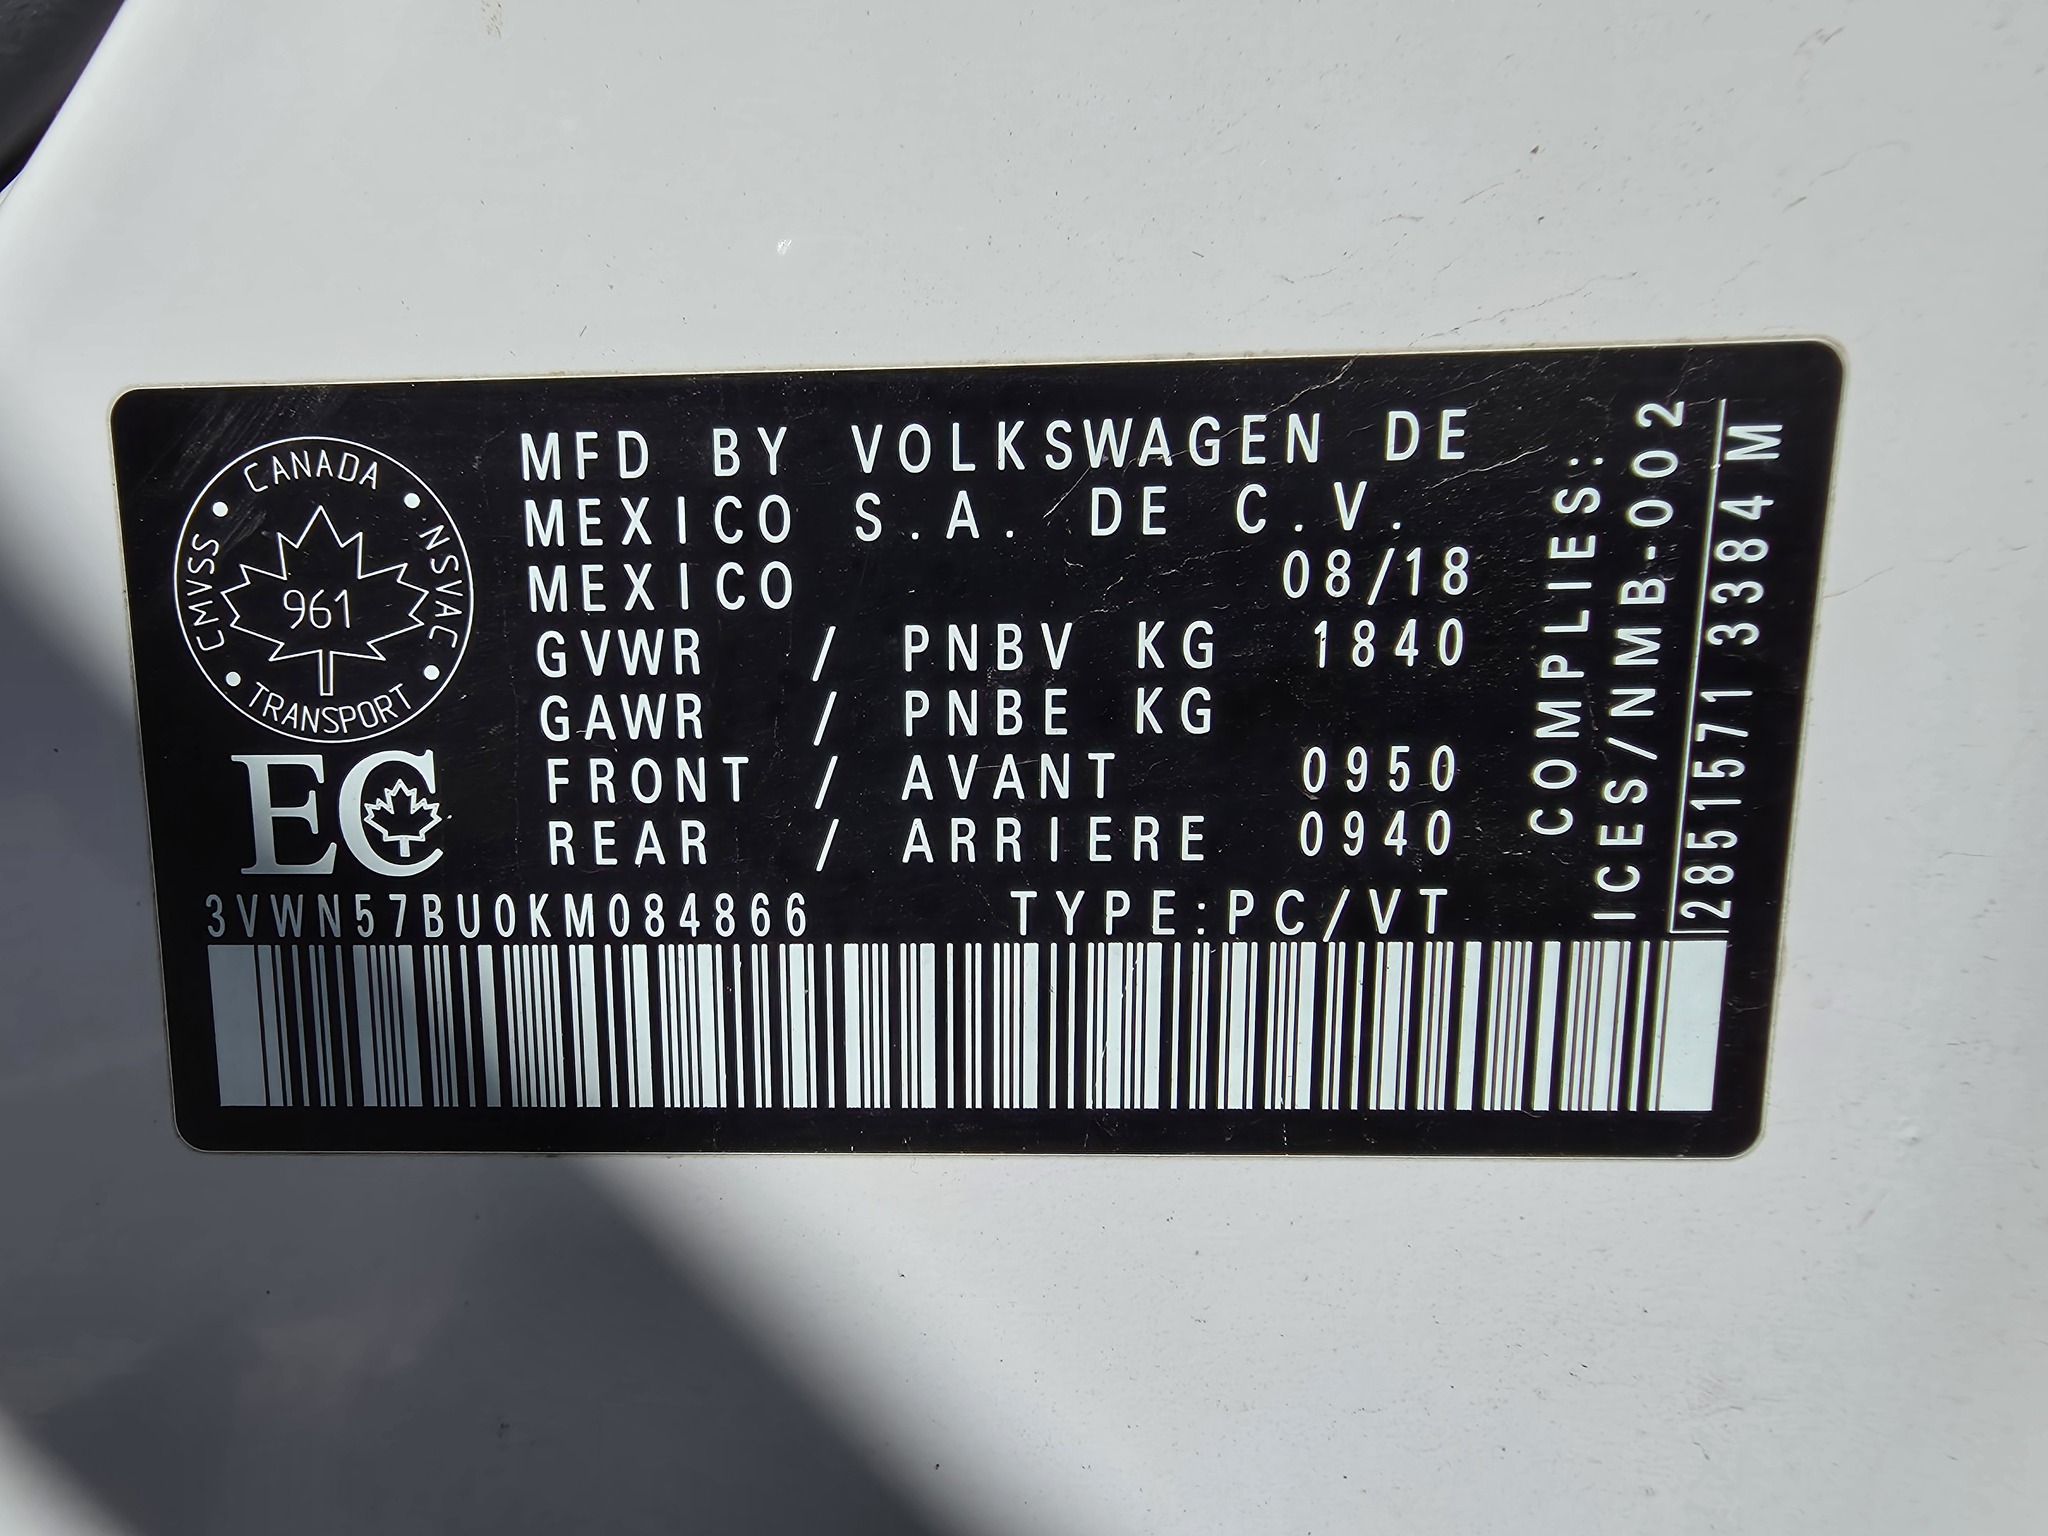 CANADA
CMVSS
NSVAC
961
TRANSPORT
EC
MFD BY VOLKSWAGEN DE
MEXICO S.A. DE C.V.
MEXICO 08/18
GVWR / PNBV KG 1840
GAWR / PNBE KG
FRONT / AVANT 0950
REAR / ARRIERE 0940
3VWN57BU0KM084866 TYPE:PC/VT
COMPLIES:
ICES/NMB-002
2851571 3384 M